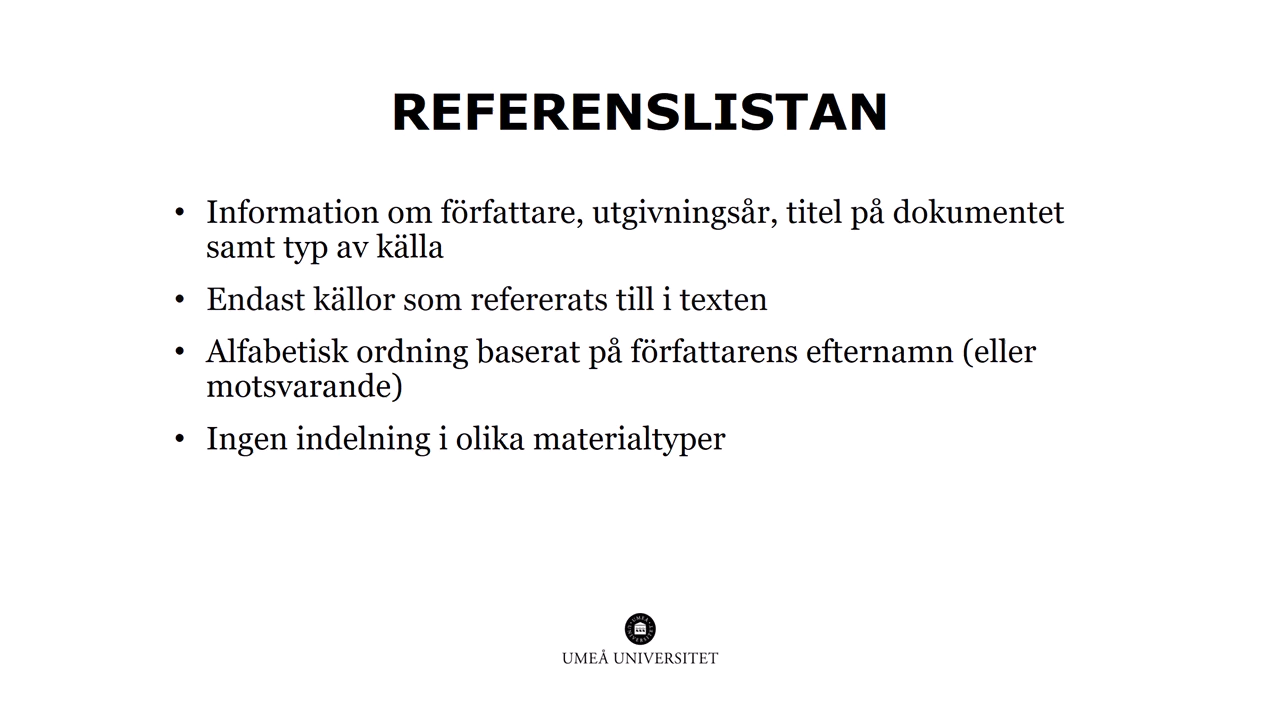 REFERENSLISTAN
• Information om författare, utgivningsår, titel på dokumentet
samt typ av källa
• Endast källor som refererats till i texten
• Alfabetisk ordning baserat på författarens efternamn (eller
motsvarande)
• Ingen indelning i olika materialtyper
UMEÅ UNIVERSITET